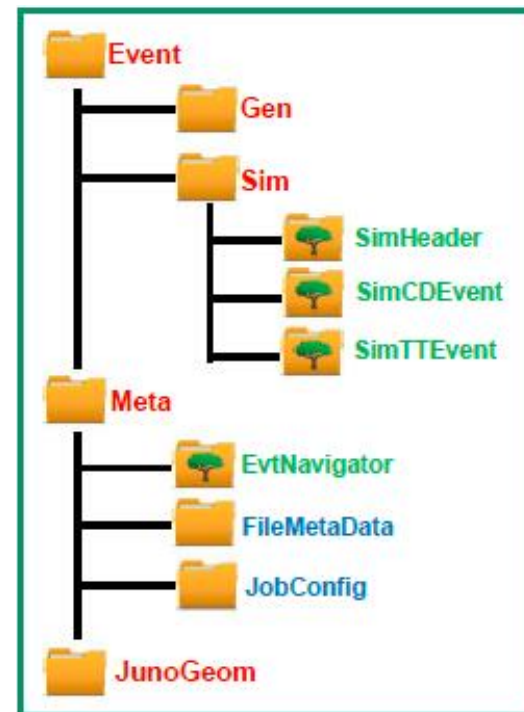 Event
Gen
Sim
SimHeader
SimCDEvent
SimTTEvent
Meta
EvtNavigator
FileMetaData
JobConfig
JunoGeom